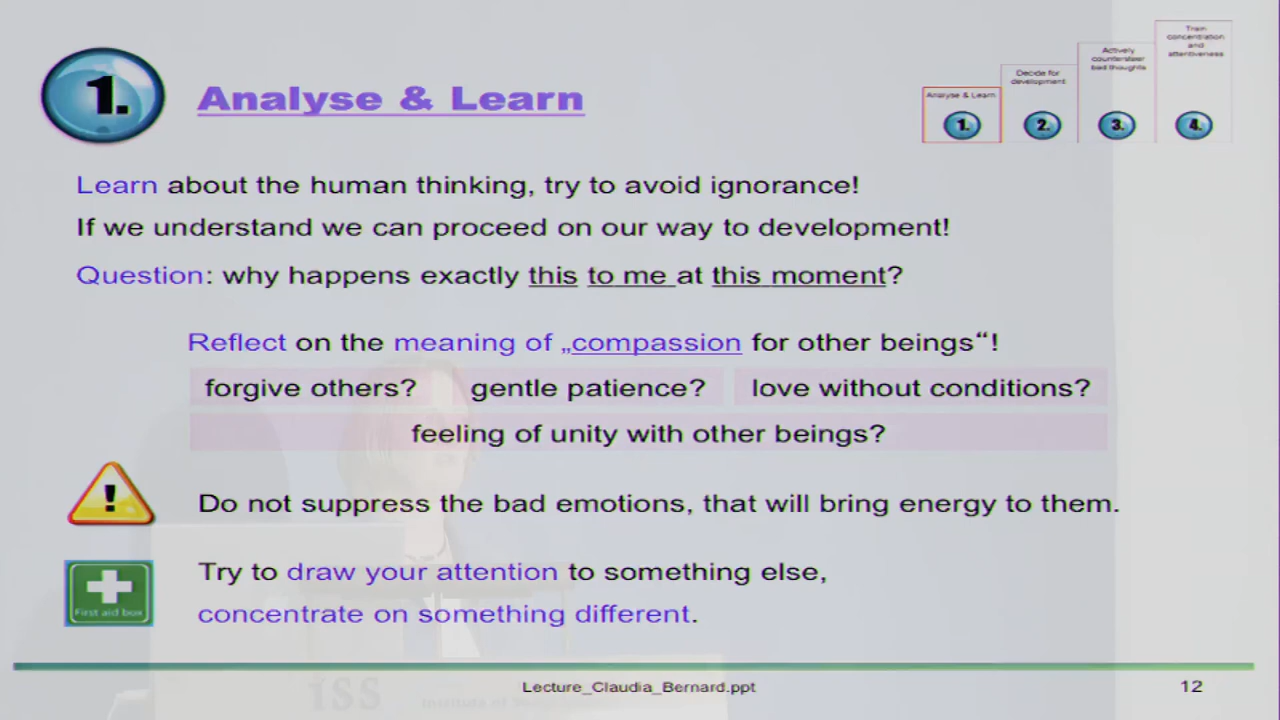 1.
Analyse & Learn
Analyse & Learn
1.
Decide for
development
2.
Actively
countersteer
bad thoughts
3.
Train
concentration
and
attentiveness
4.
Learn about the human thinking, try to avoid ignorance!
If we understand we can proceed on our way to development!
Question: why happens exactly this to me at this moment?
Reflect on the meaning of „compassion for other beings“!
forgive others? gentle patience? love without conditions?
feeling of unity with other beings?
!
Do not suppress the bad emotions, that will bring energy to them.
First aid box
Try to draw your attention to something else,
concentrate on something different.
iSS
Lecture_Claudia_Bernard.ppt
12